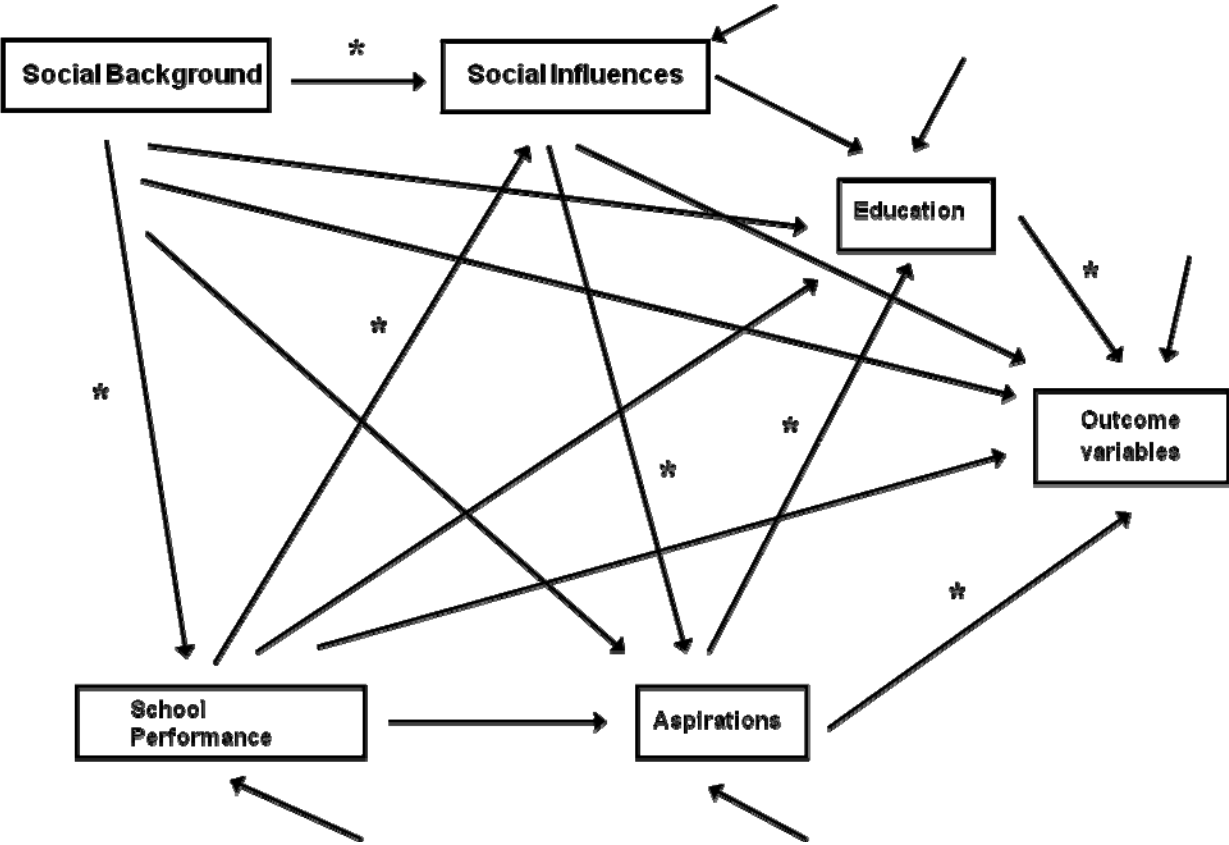 Social Background
*
Social Influences
Education
*
*
*
*
*
Outcome
variables
*
School
Performance
Aspirations